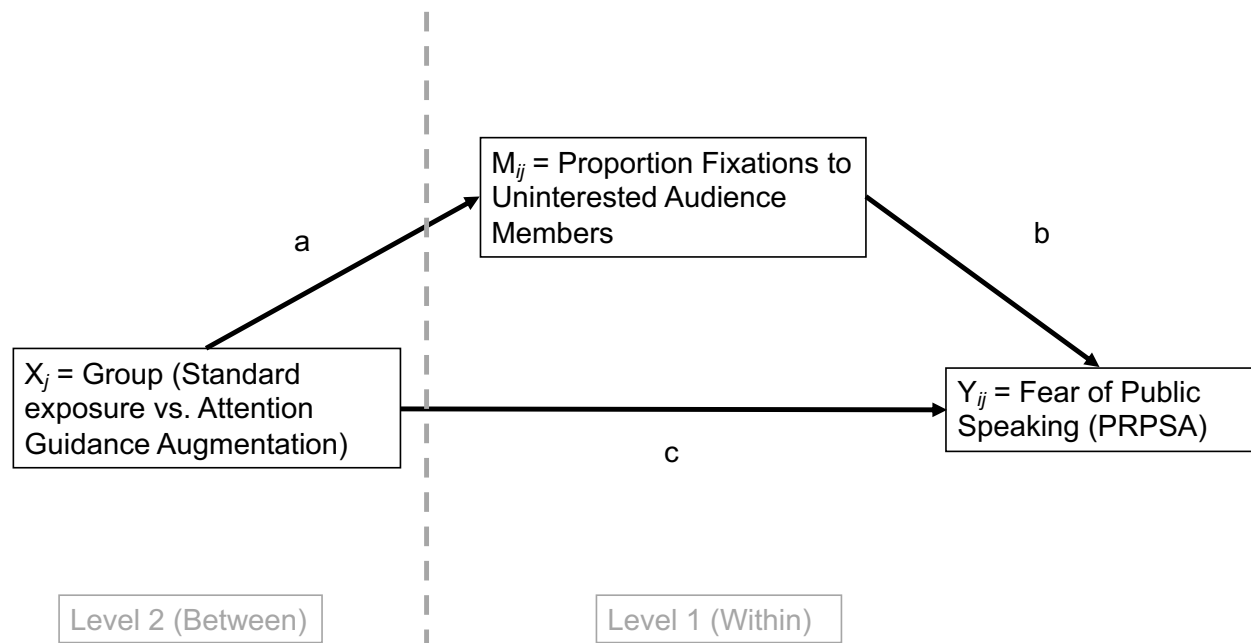 M_ij = Proportion Fixations to
Uninterested Audience
Members
a
b
X_j = Group (Standard
exposure vs. Attention
Guidance Augmentation)
Y_ij = Fear of Public
Speaking (PRPSA)
c
Level 2 (Between)
Level 1 (Within)